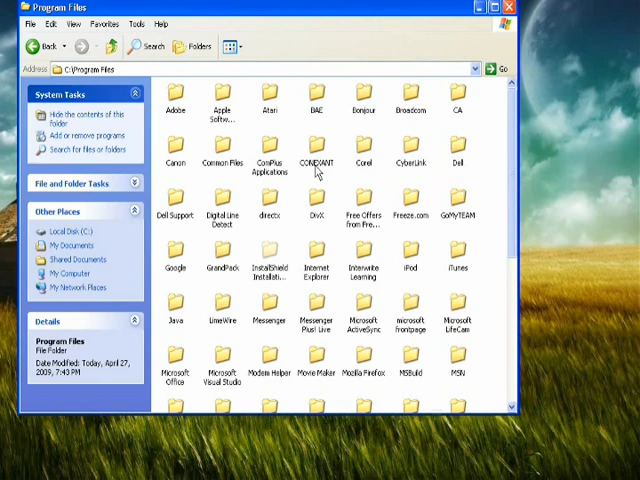 Program Files
File Edit View Favorites Tools Help
Back Search Folders
Address C:\Program Files Go
System Tasks
Hide the contents of this
folder
Add or remove programs
Search for files or folders
File and Folder Tasks
Other Places
Local Disk (C:)
My Documents
Shared Documents
My Computer
My Network Places
Details
Program Files
File Folder
Date Modified: Today, April 27,
2009, 7:43 PM
Adobe Apple Atari BAE Bonjour Broadcom CA
Softw...
Canon Common Files ComPlus CONEXANT Corel CyberLink Dell
Applications
Dell Support Digital Line directx DivX Free Offers Freeze.com GoMyTEAM
Detect from Fre...
Google GrandPack InstallShield Internet Interwrite iPod iTunes
Installati... Explorer Learning
Java LimeWire Messenger Messenger Microsoft microsoft Microsoft
Plus! Live ActiveSync frontpage LifeCam
Microsoft Microsoft Modem Helper Movie Maker Mozilla Firefox MSBuild MSN
Office Visual Studio